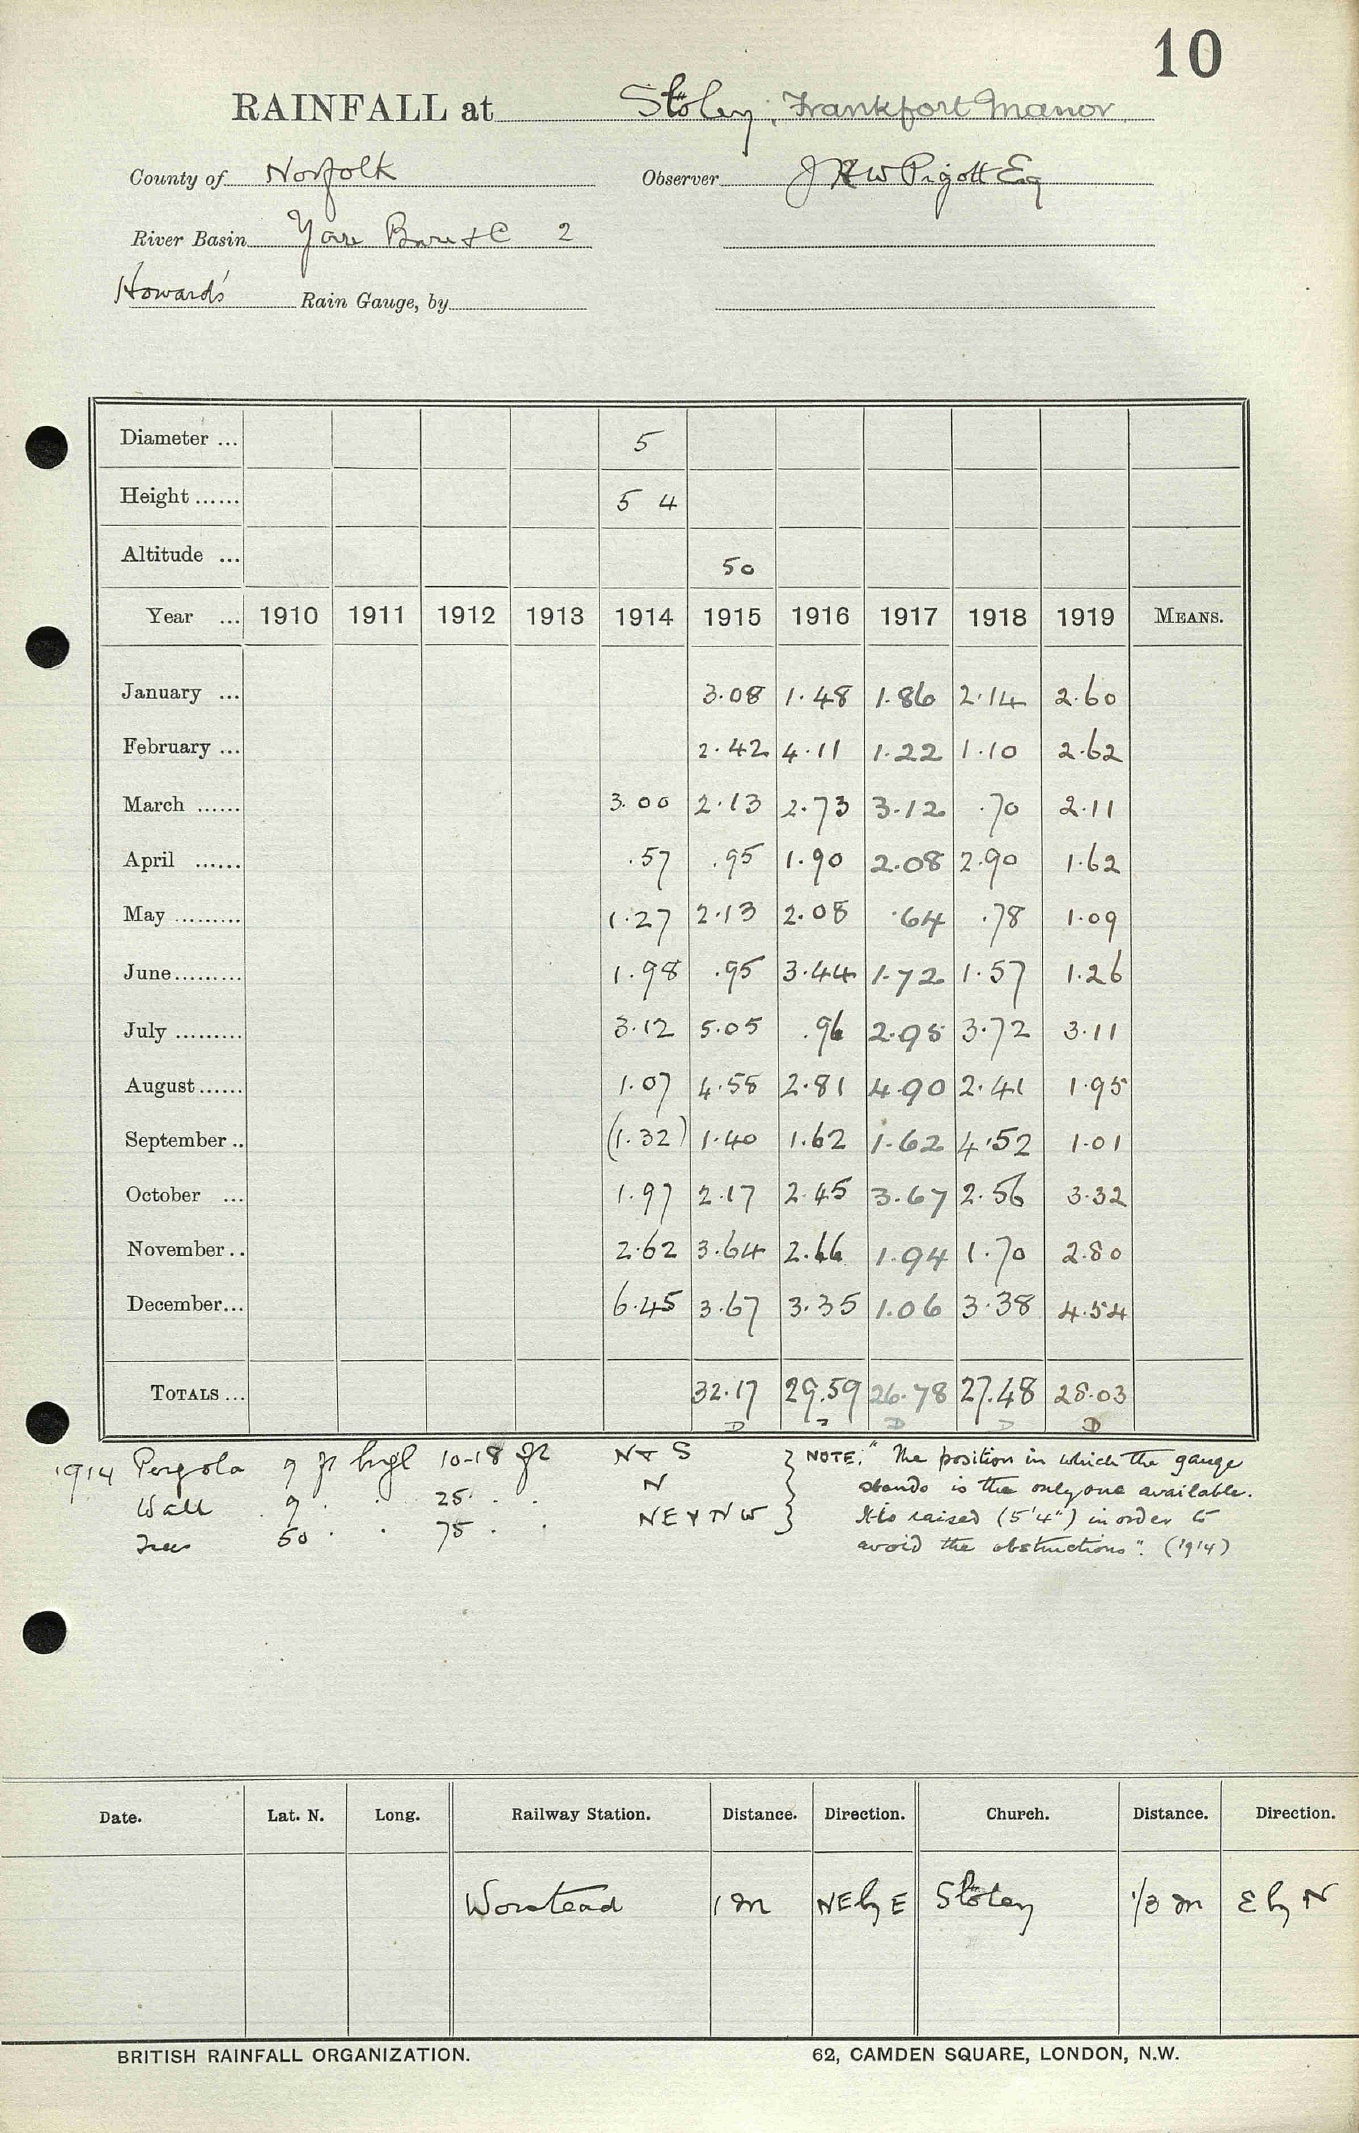 10
RAINFALL at Sloley, Frankfort Manor
County of Norfolk Observer J H W Pigott Esq
River Basin Yare Bure &c 2
Howard's Rain Gauge, by
Diameter ... 5
Height ...... 5 4
Altitude ... 50
Year ... 1910 1911 1912 1913 1914 1915 1916 1917 1918 1919 MEANS.
January ... 3.08 1.48 1.86 2.14 2.60
February ... 2.42 4.11 1.22 1.10 2.62
March ...... 3.00 2.13 2.73 3.12 .70 2.11
April ...... .57 .95 1.90 2.08 2.90 1.62
May ......... 1.27 2.13 2.08 .64 .78 1.09
June......... 1.98 .95 3.44 1.72 1.57 1.26
July ......... 3.12 5.05 .96 2.95 3.72 3.11
August...... 1.07 4.58 2.81 4.90 2.41 1.95
September .. (1.32) 1.40 1.62 1.62 4.52 1.01
October ... 1.97 2.17 2.45 3.67 2.56 3.32
November .. 2.62 3.64 2.66 1.94 1.70 2.80
December... 6.45 3.67 3.35 1.06 3.38 4.54
TOTALS ... 32.17 29.59 26.78 27.48 28.03
D D D D D
1914 Pergola 9 ft high 10-18 ft N & S
Wall 9 . . 25 . . N
Trees 50 . . 75 . . NE & NW
NOTE: "The position in which the gauge
stands is the only one available.
It is raised (5'4") in order to
avoid the obstructions". (1914)
Date. Lat. N. Long. Railway Station. Distance. Direction. Church. Distance. Direction.
Worstead 1 m NE by E Sloley 1/3 m E by N
BRITISH RAINFALL ORGANIZATION. 62, CAMDEN SQUARE, LONDON, N.W.